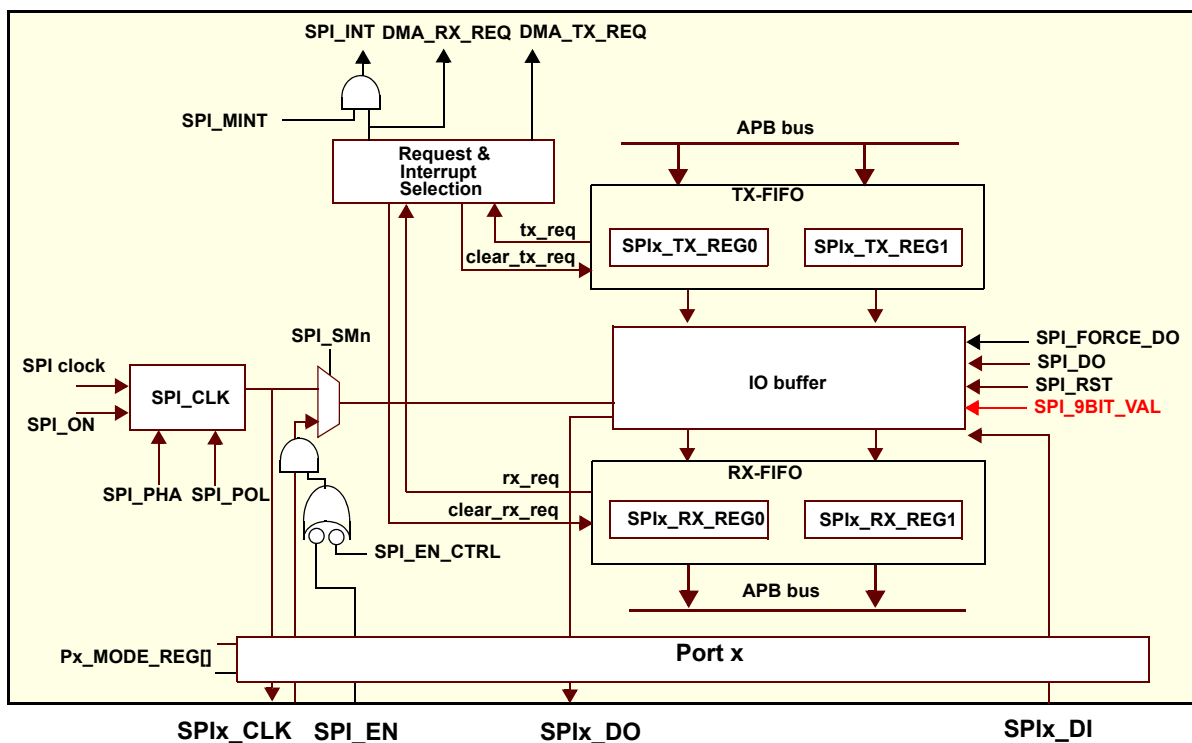 SPI_INT DMA_RX_REQ DMA_TX_REQ
SPI_MINT
APB bus
Request &
Interrupt
Selection
TX-FIFO
tx_req
SPIx_TX_REG0
SPIx_TX_REG1
clear_tx_req
SPI_SMn
SPI_FORCE_DO
SPI clock
SPI_DO
SPI_CLK
IO buffer
SPI_RST
SPI_ON
SPI_9BIT_VAL
RX-FIFO
SPI_PHA
SPI_POL
rx_req
clear_rx_req
SPIx_RX_REG0
SPIx_RX_REG1
SPI_EN_CTRL
APB bus
Px_MODE_REG[]
Port x
SPIx_CLK
SPI_EN
SPIx_DO
SPIx_DI